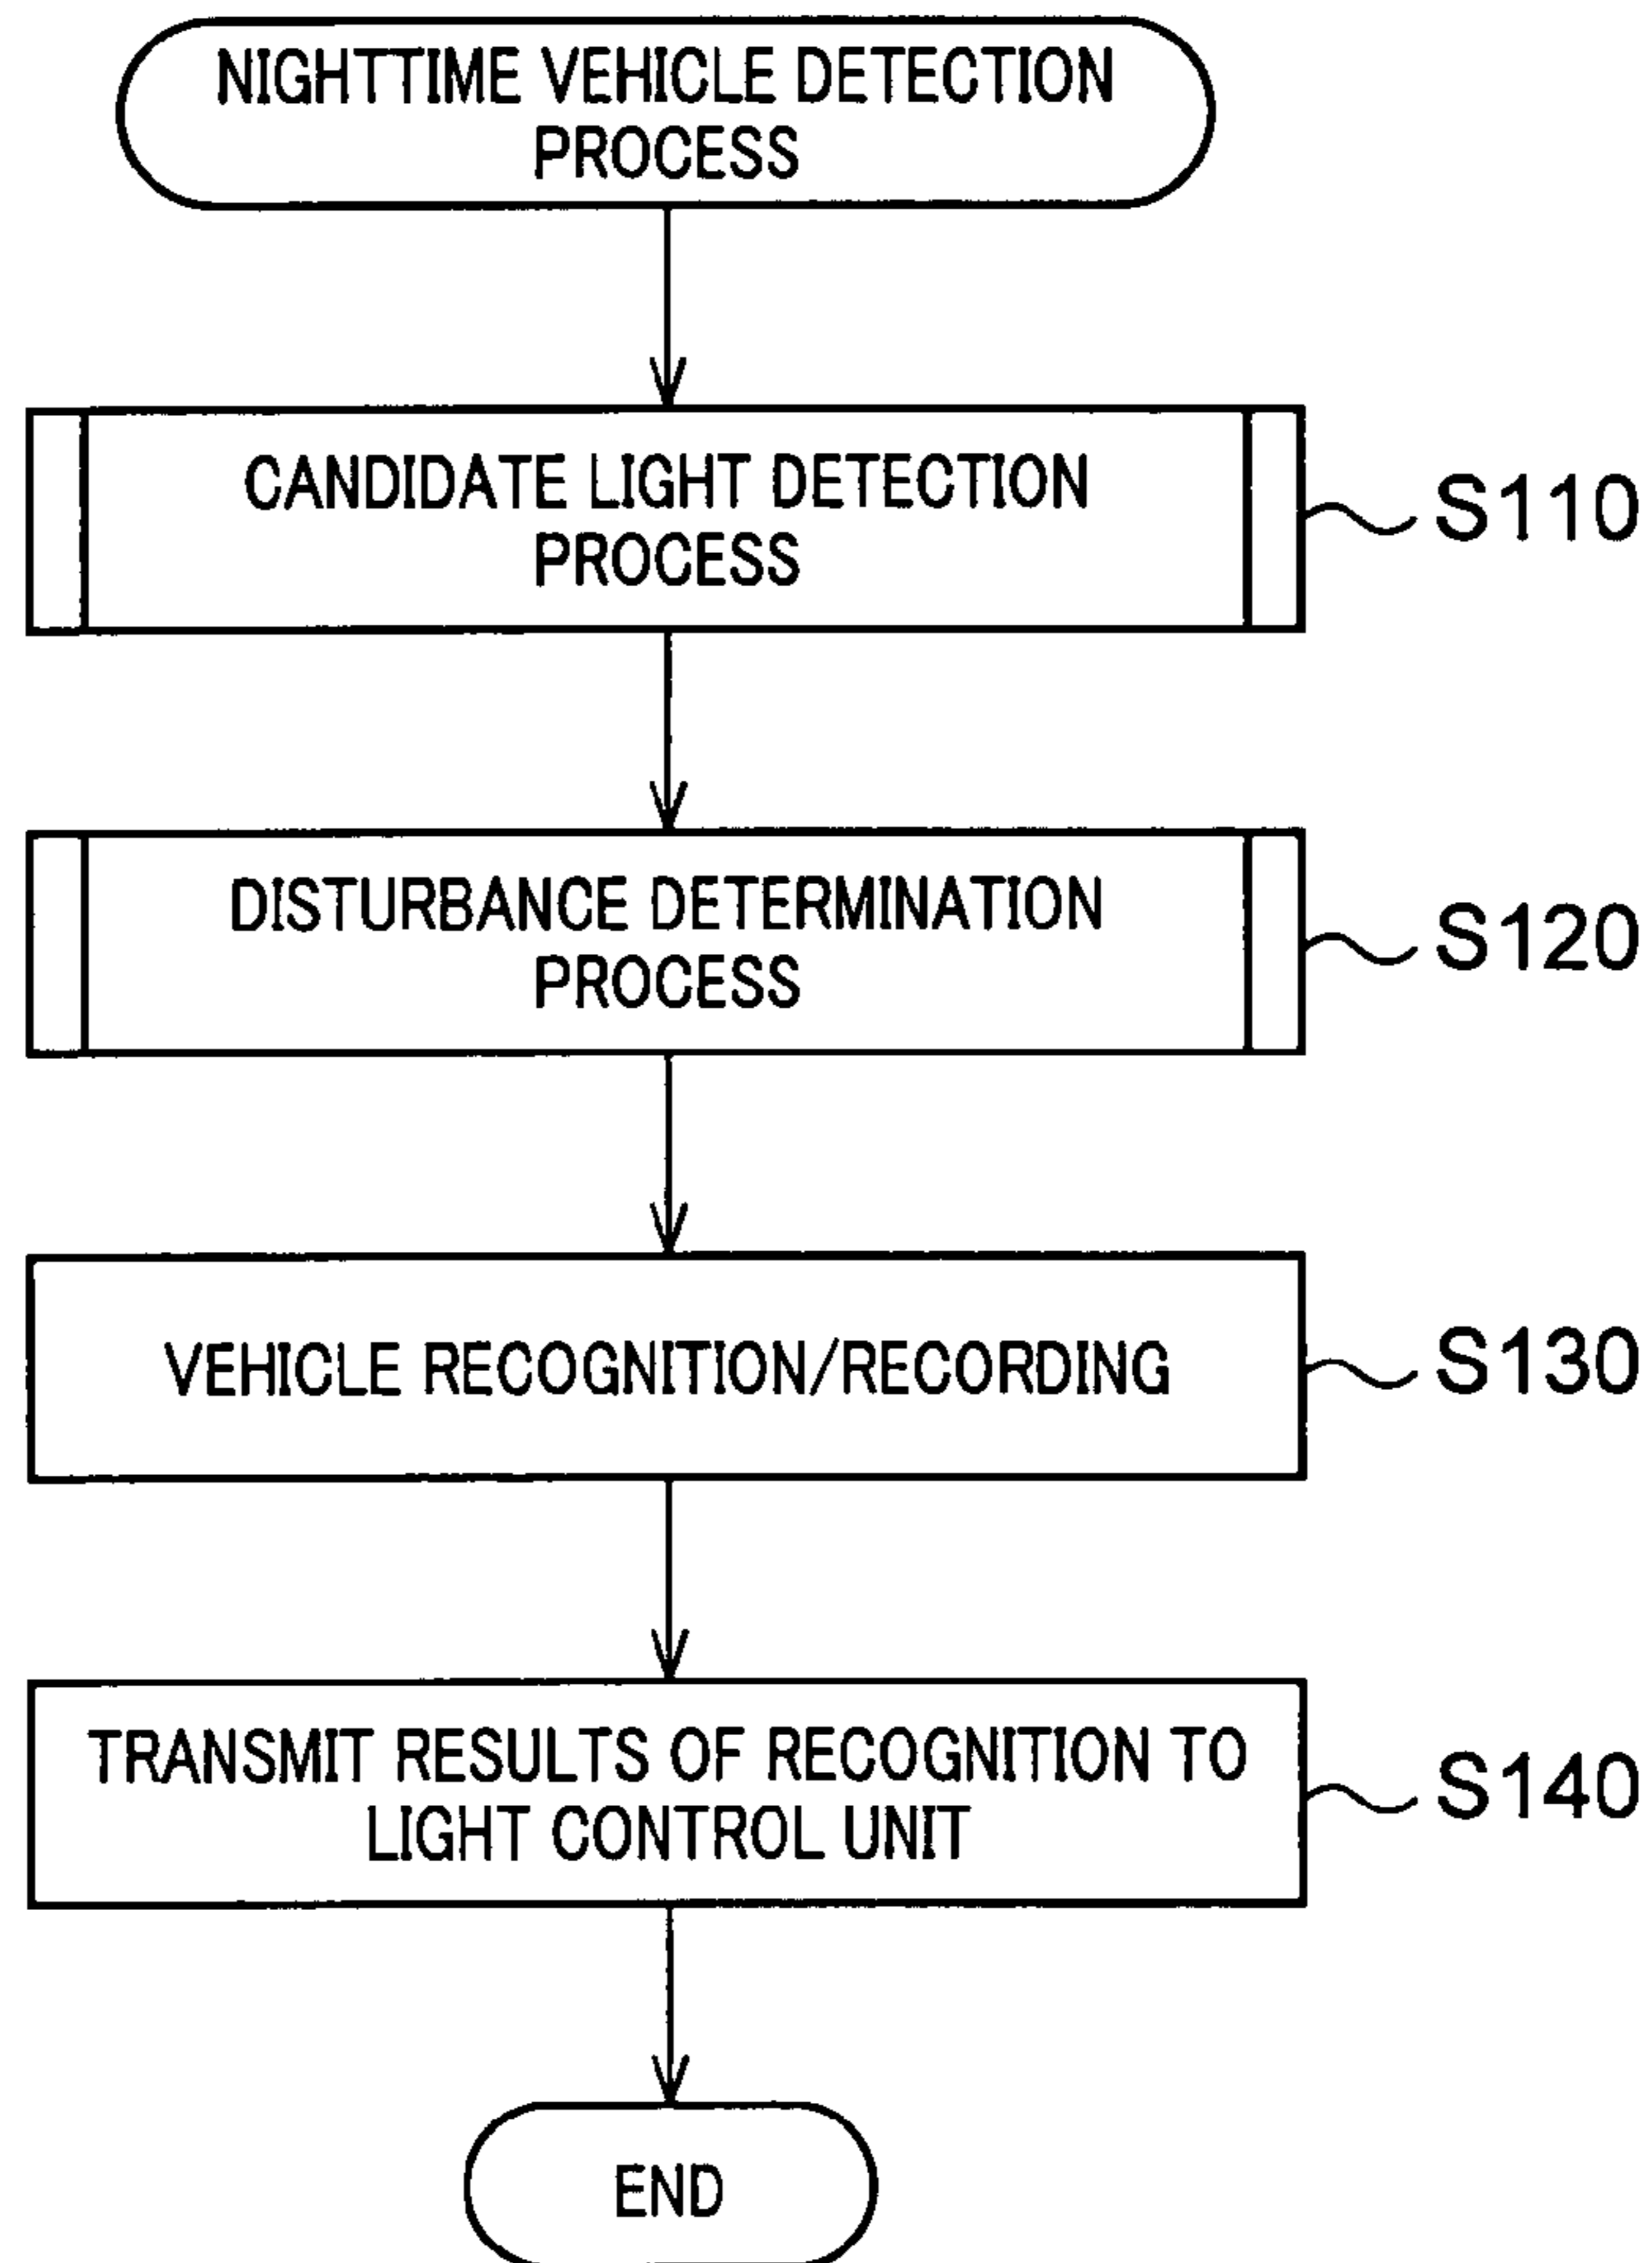 NIGHTTIME VEHICLE DETECTION
PROCESS
CANDIDATE LIGHT DETECTION
PROCESS
S110
DISTURBANCE DETERMINATION
PROCESS
S120
VEHICLE RECOGNITION/RECORDING
S130
TRANSMIT RESULTS OF RECOGNITION TO
LIGHT CONTROL UNIT
S140
END